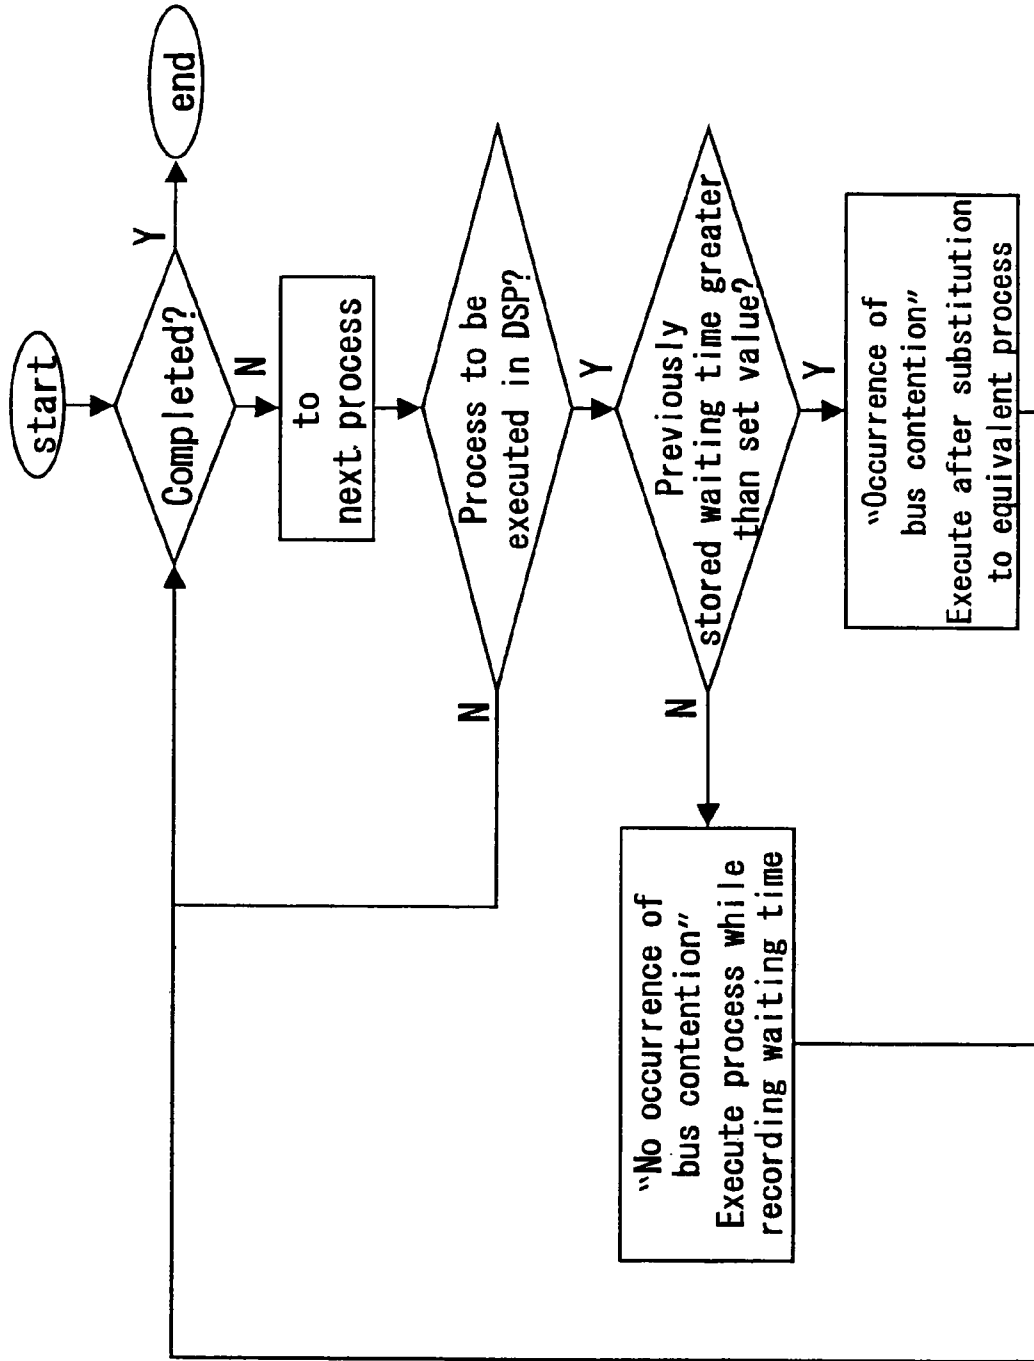 start
Completed?
Y
end
N
to
next process
Process to be
executed in DSP?
N
Y
Previously
stored waiting time greater
than set value?
N
Y
"No occurrence of
bus contention"
Execute process while
recording waiting time
"Occurrence of
bus contention"
Execute after substitution
to equivalent process